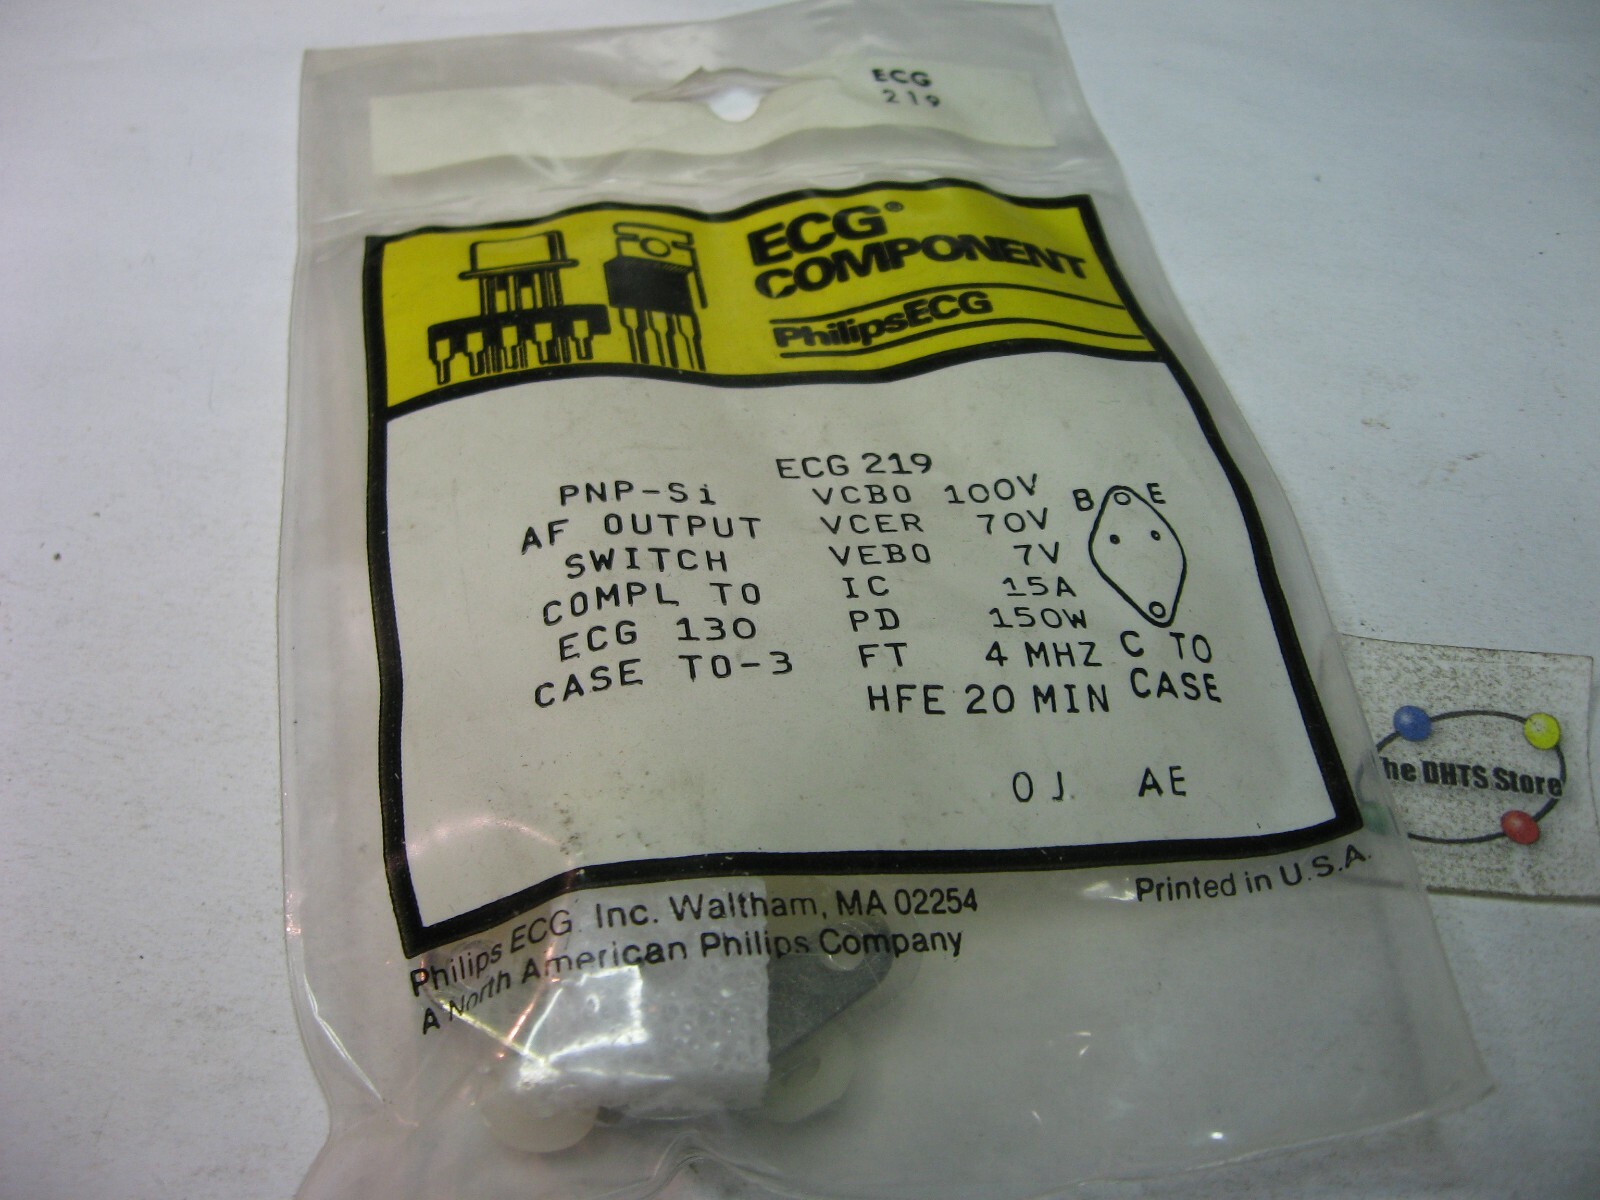 ECG
219
ECG®
COMPONENT
PhilipsECG
ECG 219
PNP-Si VCBO 100V
AF OUTPUT VCER 70V
SWITCH VEBO 7V
COMPL TO IC 15A
ECG 130 PD 150W
CASE TO-3 FT 4 MHZ
HFE 20 MIN
B E
C TO
CASE
OJ AE
Philips ECG, Inc. Waltham, MA 02254
A North American Philips Company
Printed in U.S.A.
The DHTS Store